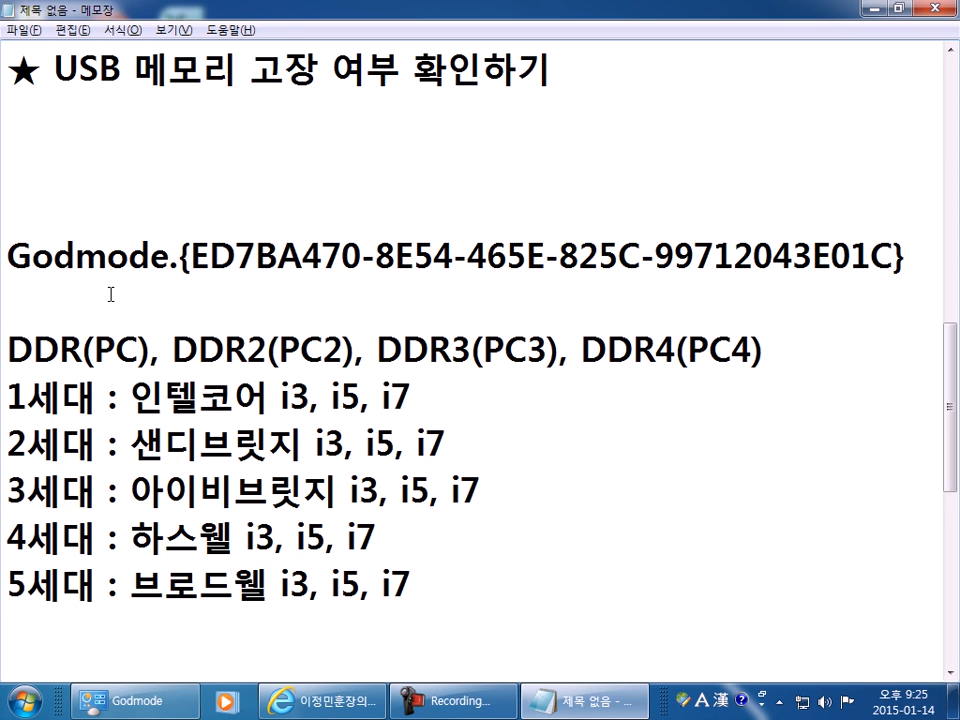 제목 없음 - 메모장
파일(F) 편집(E) 서식(O) 보기(V) 도움말(H)
★ USB 메모리 고장 여부 확인하기
Godmode.{ED7BA470-8E54-465E-825C-99712043E01C}
DDR(PC), DDR2(PC2), DDR3(PC3), DDR4(PC4)
1세대 : 인텔코어 i3, i5, i7
2세대 : 샌디브릿지 i3, i5, i7
3세대 : 아이비브릿지 i3, i5, i7
4세대 : 하스웰 i3, i5, i7
5세대 : 브로드웰 i3, i5, i7
Godmode 이정민훈장의... Recording... 제목 없음 - ... A 漢 오후 9:25
2015-01-14